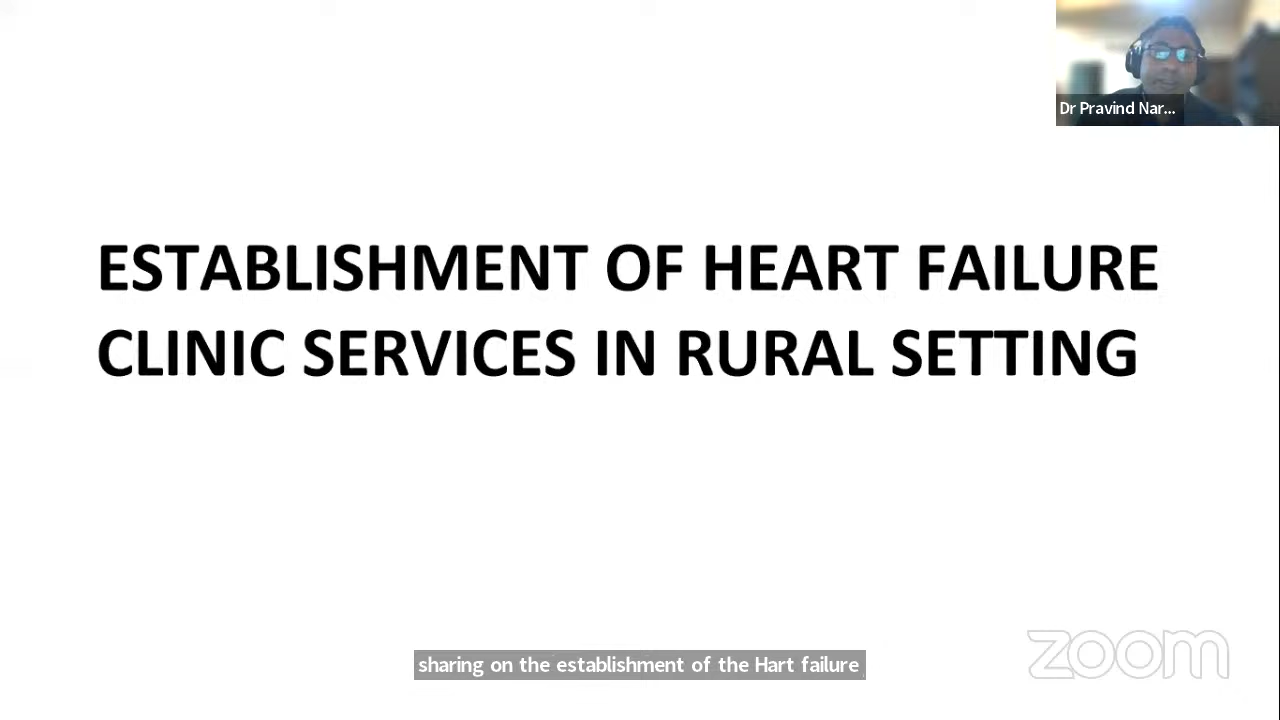 Dr Pravind Nar...
ESTABLISHMENT OF HEART FAILURE
CLINIC SERVICES IN RURAL SETTING
sharing on the establishment of the Hart failure
zoom